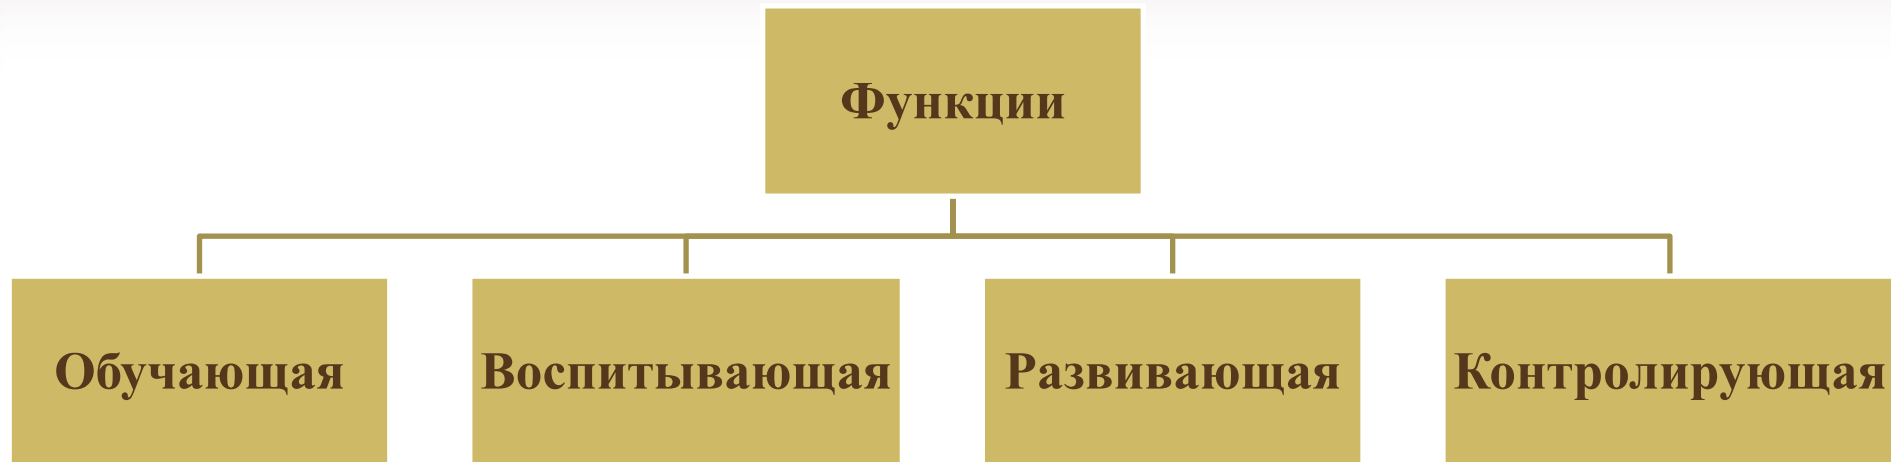 Функции
Обучающая
Воспитывающая
Развивающая
Контролирующая